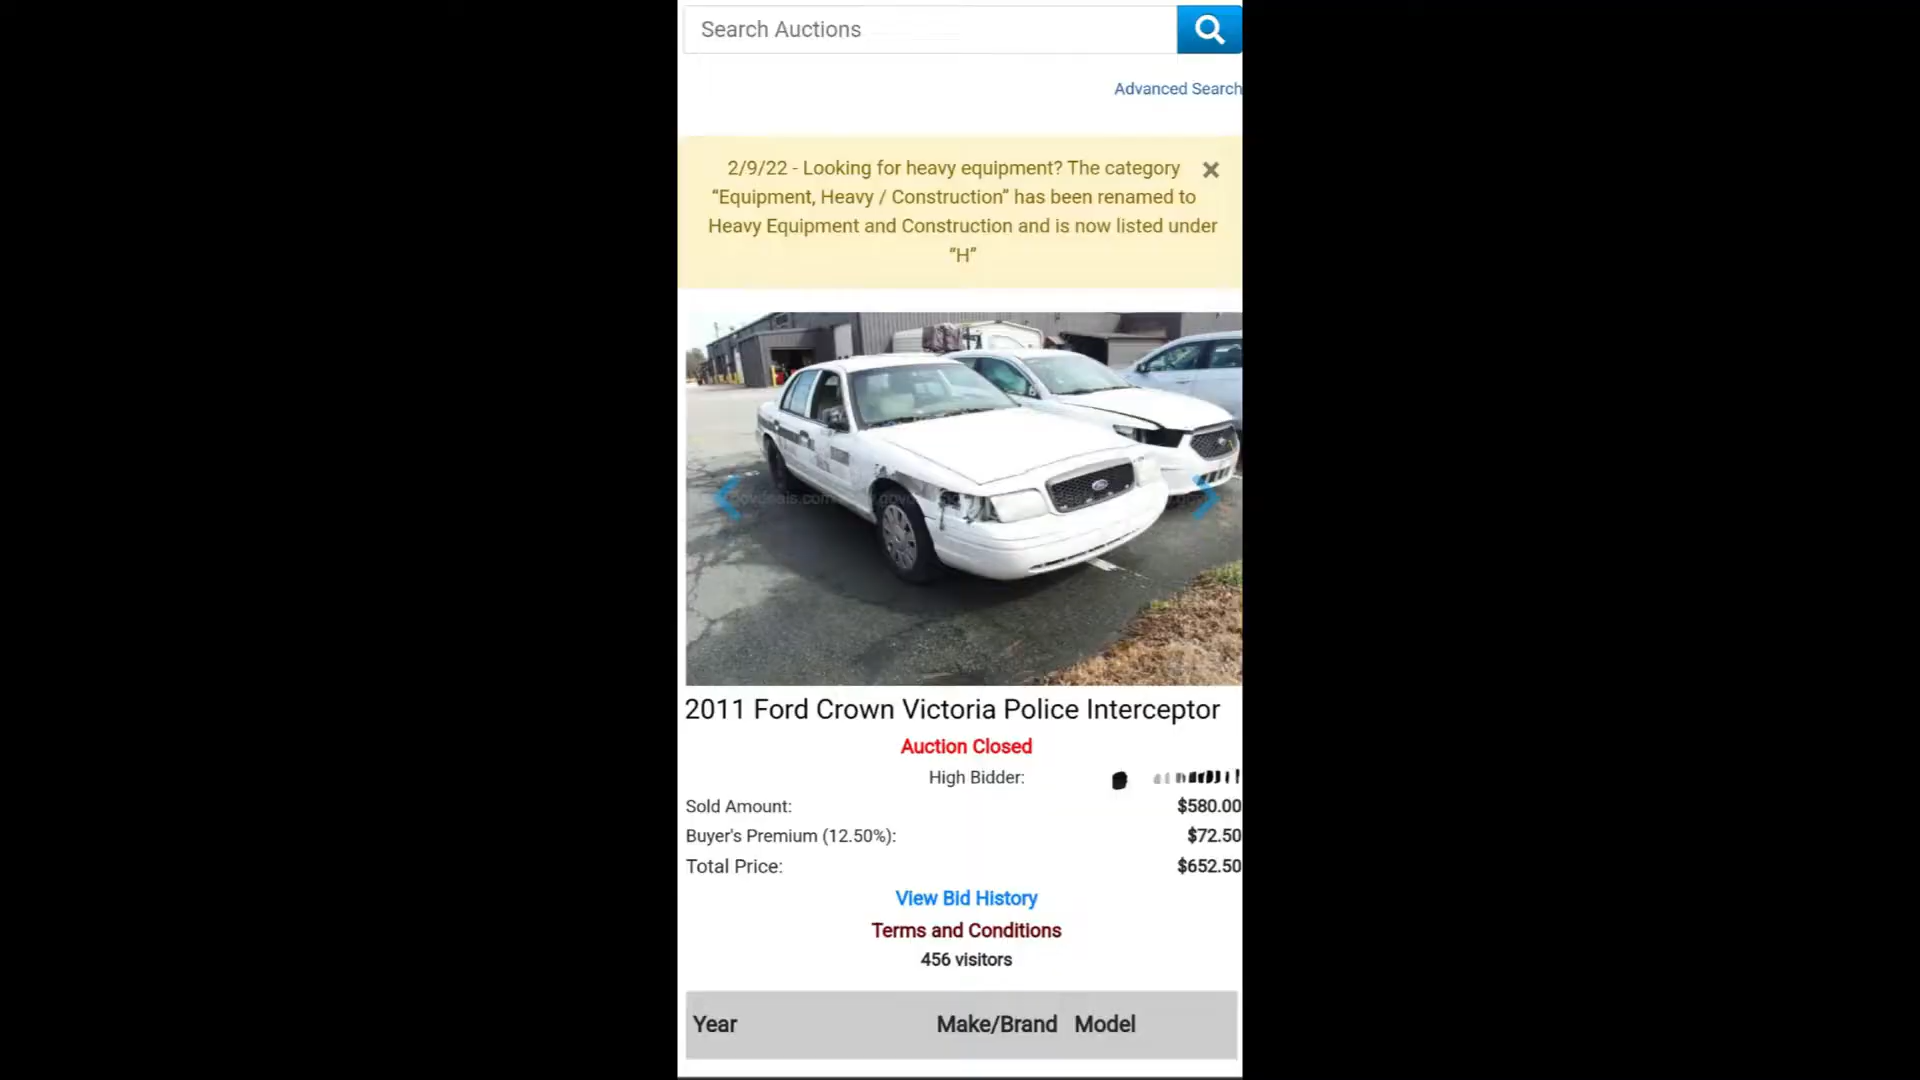 Search Auctions
Advanced Search
2/9/22 - Looking for heavy equipment? The category
“Equipment, Heavy / Construction” has been renamed to
Heavy Equipment and Construction and is now listed under
“H”
2011 Ford Crown Victoria Police Interceptor
Auction Closed
High Bidder:
Sold Amount: $580.00
Buyer's Premium (12.50%): $72.50
Total Price: $652.50
View Bid History
Terms and Conditions
456 visitors
Year Make/Brand Model